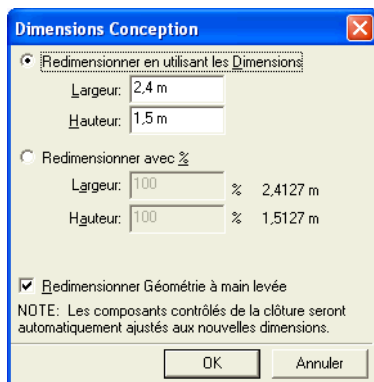 Dimensions Conception
Redimensionner en utilisant les Dimensions
Largeur: 2,4 m
Hauteur: 1,5 m
Redimensionner avec %
Largeur: 100 % 2,4127 m
Hauteur: 100 % 1,5127 m
Redimensionner Géométrie à main levée
NOTE: Les composants contrôlés de la clôture seront
automatiquement ajustés aux nouvelles dimensions.
OK Annuler